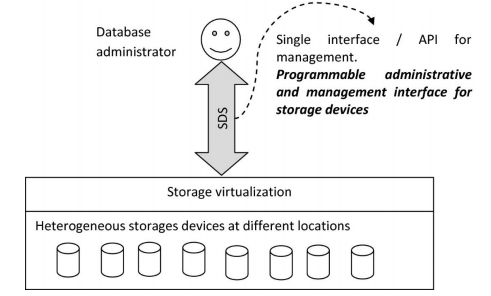 Database
administrator
Single interface / API for
management.
Programmable administrative
and management interface for
storage devices
SDS
Storage virtualization
Heterogeneous storages devices at different locations